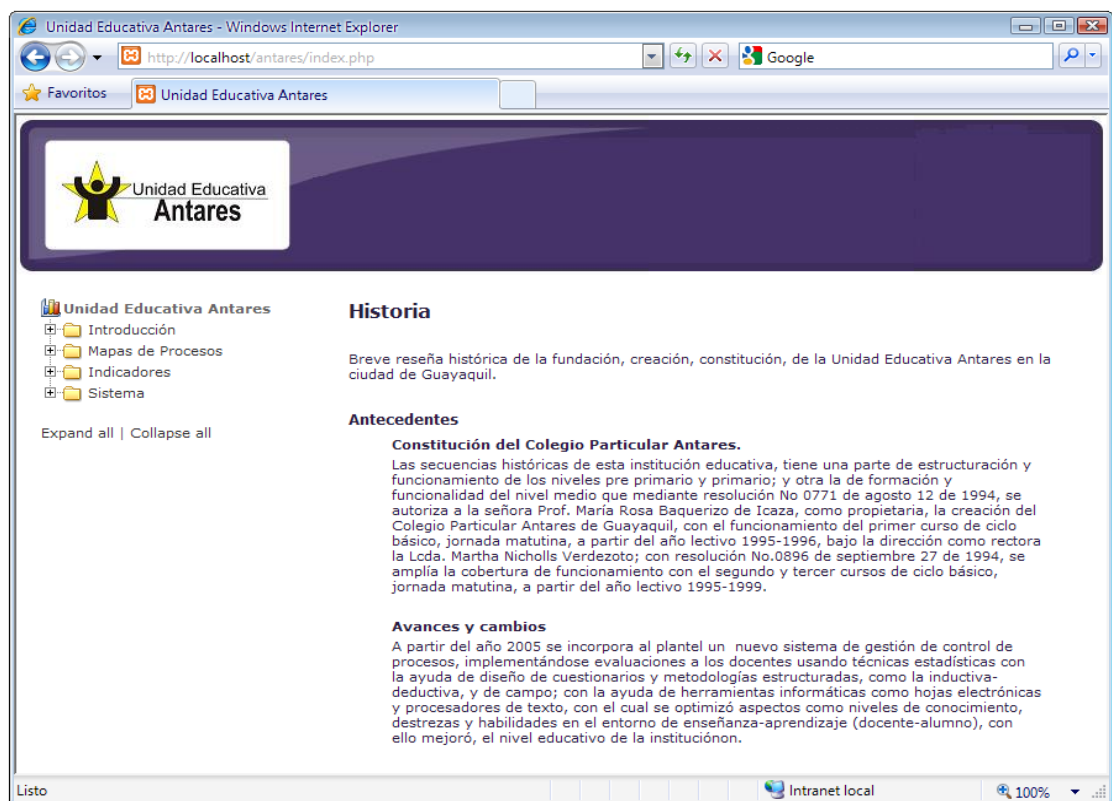 Unidad Educativa Antares - Windows Internet Explorer
http://localhost/antares/index.php
Google
Favoritos
Unidad Educativa Antares
Unidad Educativa
Antares
Unidad Educativa Antares
Introducción
Mapas de Procesos
Indicadores
Sistema
Expand all | Collapse all
Historia
Breve reseña histórica de la fundación, creación, constitución, de la Unidad Educativa Antares en la
ciudad de Guayaquil.
Antecedentes
Constitución del Colegio Particular Antares.
Las secuencias históricas de esta institución educativa, tiene una parte de estructuración y
funcionamiento de los niveles pre primario y primario; y otra la de formación y
funcionalidad del nivel medio que mediante resolución No 0771 de agosto 12 de 1994, se
autoriza a la señora Prof. María Rosa Baquerizo de Icaza, como propietaria, la creación del
Colegio Particular Antares de Guayaquil, con el funcionamiento del primer curso de ciclo
básico, jornada matutina, a partir del año lectivo 1995-1996, bajo la dirección como rectora
la Lcda. Martha Nicholls Verdezoto; con resolución No.0896 de septiembre 27 de 1994, se
amplía la cobertura de funcionamiento con el segundo y tercer cursos de ciclo básico,
jornada matutina, a partir del año lectivo 1995-1999.
Avances y cambios
A partir del año 2005 se incorpora al plantel un  nuevo sistema de gestión de control de
procesos, implementándose evaluaciones a los docentes usando técnicas estadísticas con
la ayuda de diseño de cuestionarios y metodologías estructuradas, como la inductiva-
deductiva, y de campo; con la ayuda de herramientas informáticas como hojas electrónicas
y procesadores de texto, con el cual se optimizó aspectos como niveles de conocimiento,
destrezas y habilidades en el entorno de enseñanza-aprendizaje (docente-alumno), con
ello mejoró, el nivel educativo de la instituciónon.
Listo
Intranet local
100%